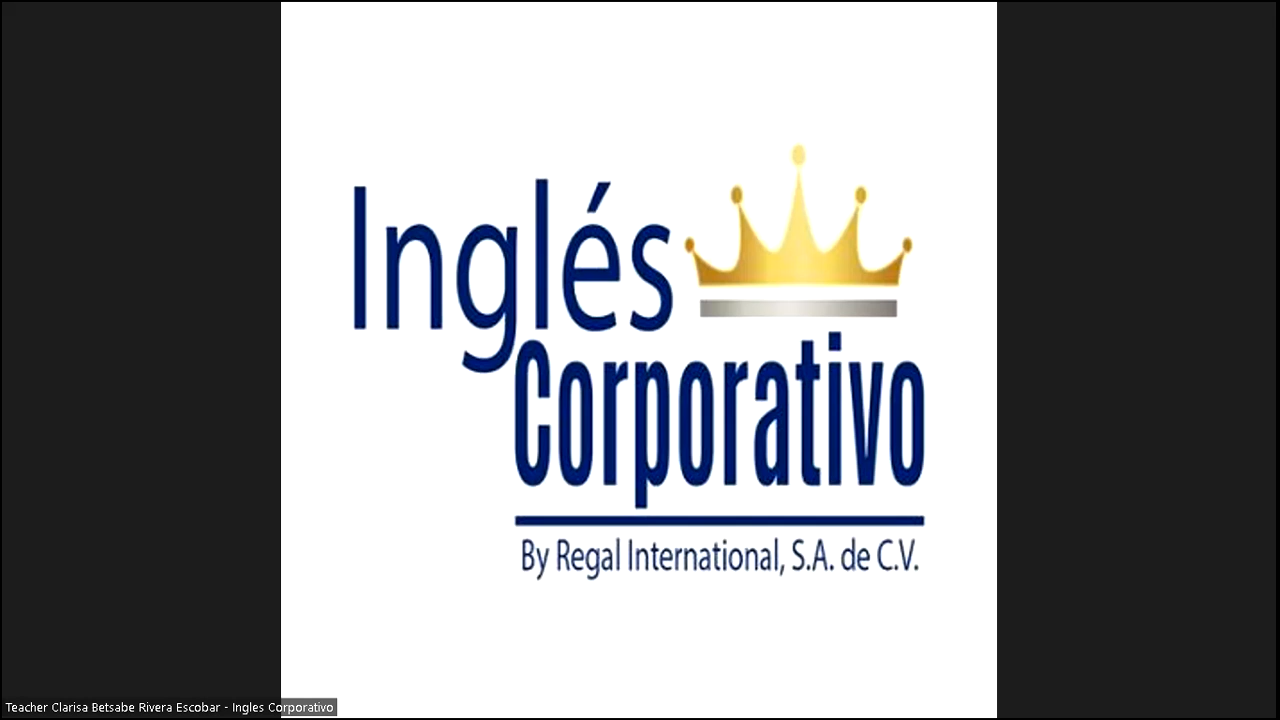 Inglés
Corporativo
By Regal International, S.A. de C.V.
Teacher Clarisa Betsabe Rivera Escobar - Ingles Corporativo